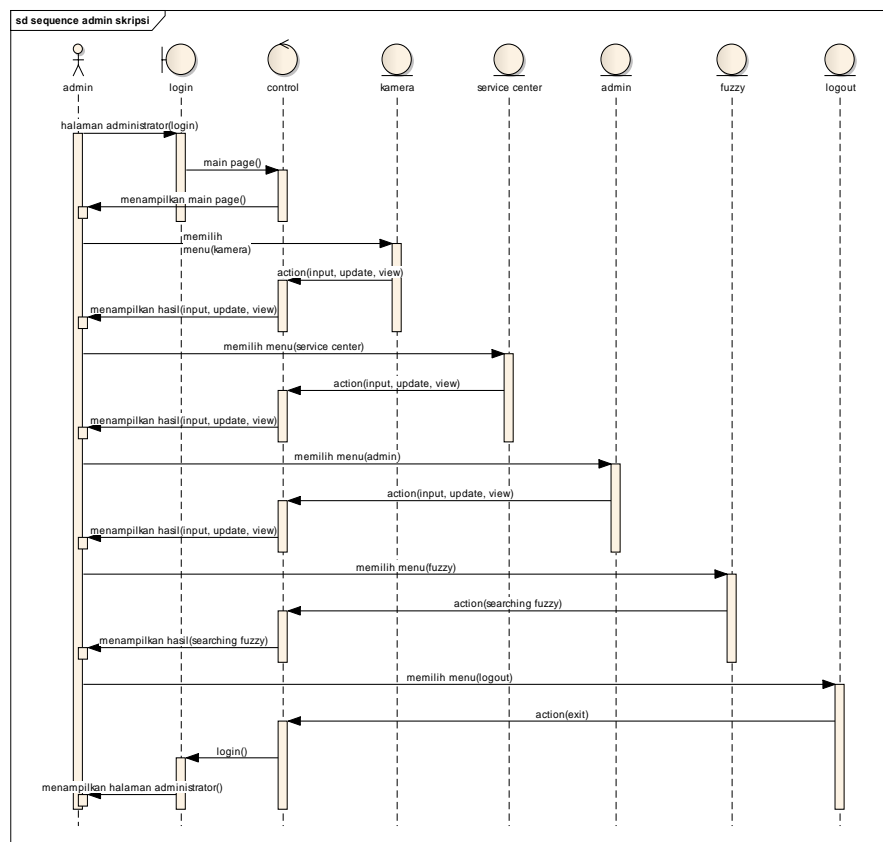 sd sequence admin skripsi
admin
login
control
kamera
service center
admin
fuzzy
logout
halaman administrator(login)
main page()
menampilkan main page()
memilih
menu(kamera)
action(input, update, view)
menampilkan hasil(input, update, view)
memilih menu(service center)
action(input, update, view)
menampilkan hasil(input, update, view)
memilih menu(admin)
action(input, update, view)
menampilkan hasil(input, update, view)
memilih menu(fuzzy)
action(searching fuzzy)
menampilkan hasil(searching fuzzy)
memilih menu(logout)
action(exit)
login()
menampilkan halaman administrator()